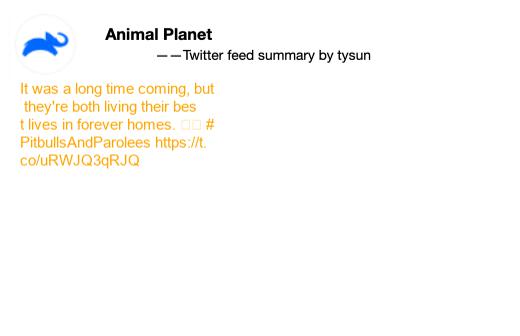 Animal Planet
——Twitter feed summary by tysun
It was a long time coming, but
they're both living their bes
t lives in forever homes. □□ #
PitbullsAndParolees https://t.
co/uRWJQ3qRJQ